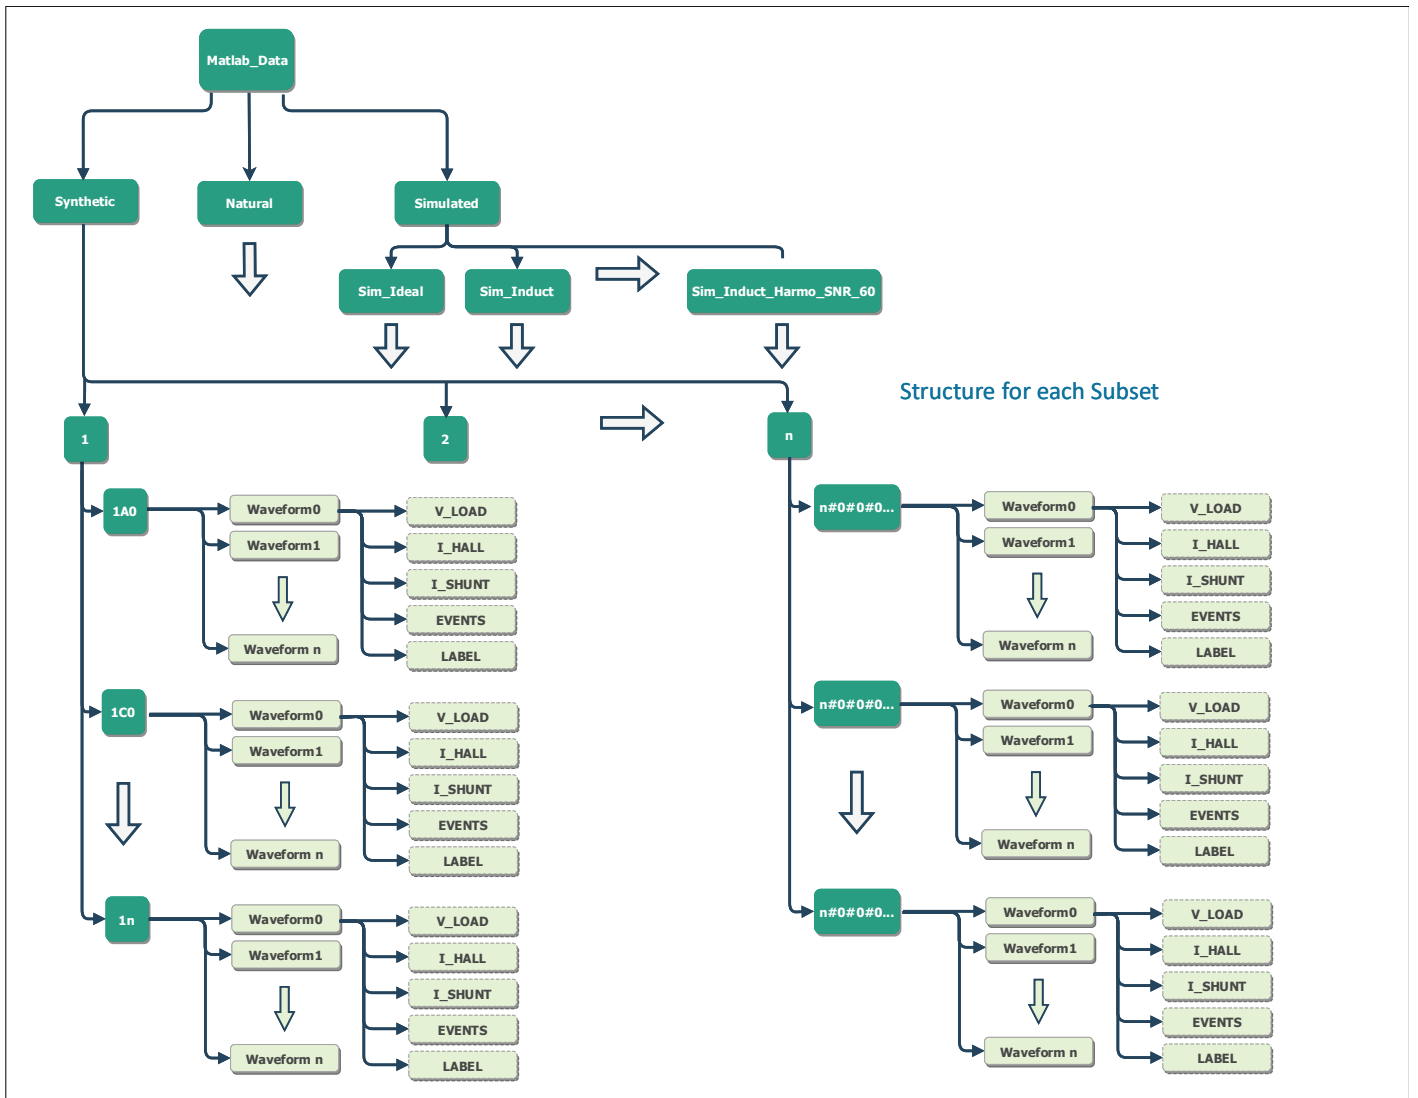 Matlab_Data
Synthetic
Natural
Simulated
Sim_Ideal
Sim_Induct
Sim_Induct_Harmo_SNR_60
Structure for each Subset
1
2
n
1A0
Waveform0
Waveform1
Waveform n
V_LOAD
I_HALL
I_SHUNT
EVENTS
LABEL
1C0
Waveform0
Waveform1
Waveform n
V_LOAD
I_HALL
I_SHUNT
EVENTS
LABEL
1n
Waveform0
Waveform1
Waveform n
V_LOAD
I_HALL
I_SHUNT
EVENTS
LABEL
n#0#0#0...
Waveform0
Waveform1
Waveform n
V_LOAD
I_HALL
I_SHUNT
EVENTS
LABEL
n#0#0#0...
Waveform0
Waveform1
Waveform n
V_LOAD
I_HALL
I_SHUNT
EVENTS
LABEL
n#0#0#0...
Waveform0
Waveform1
Waveform n
V_LOAD
I_HALL
I_SHUNT
EVENTS
LABEL